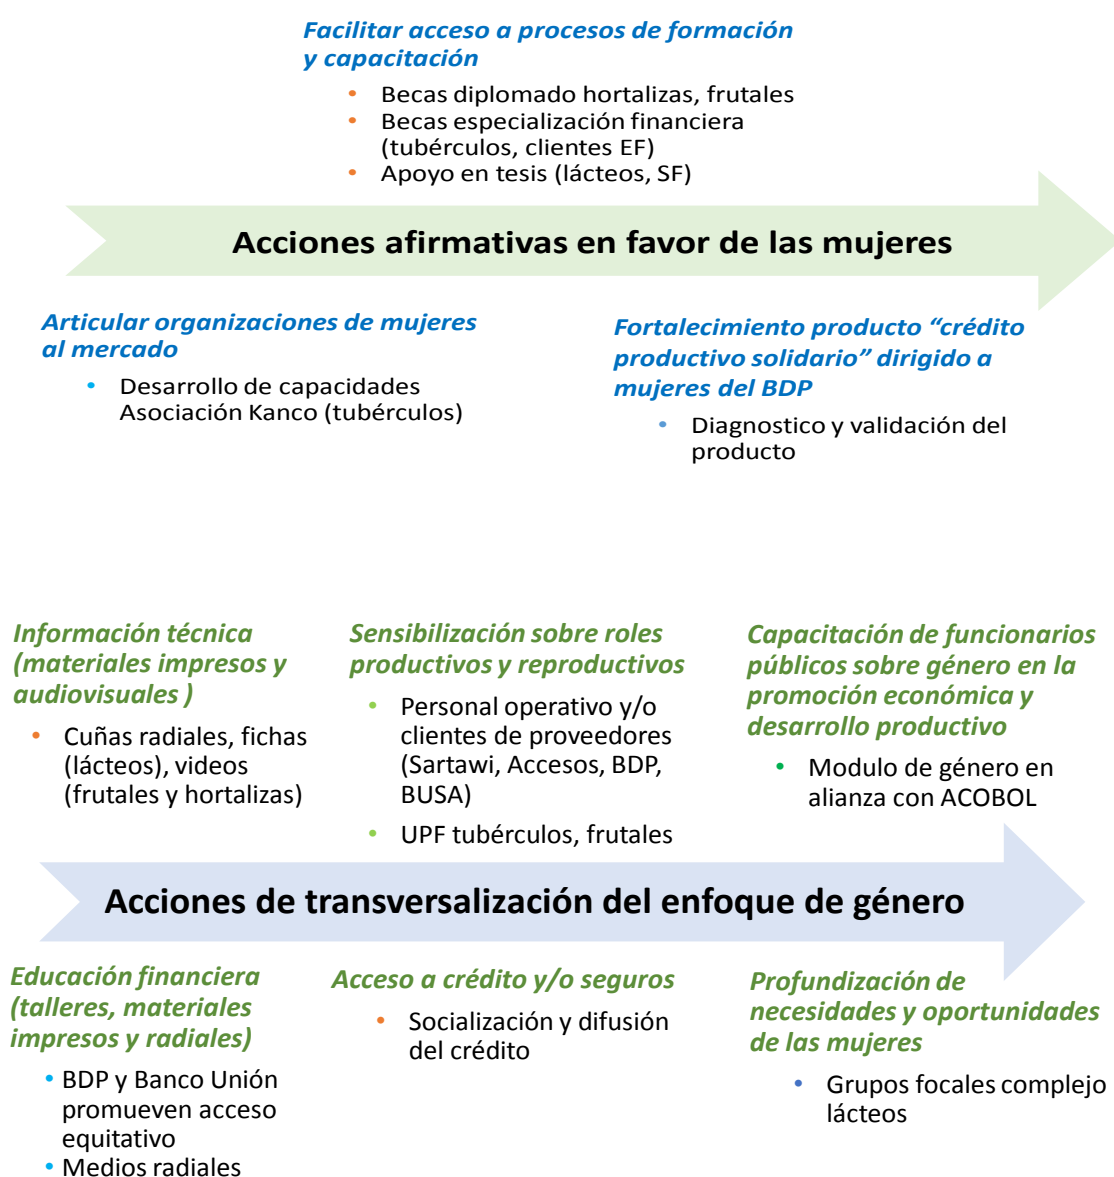 Facilitar acceso a procesos de formación
y capacitación
• Becas diplomado hortalizas, frutales
• Becas especialización financiera
(tubérculos, clientes EF)
• Apoyo en tesis (lácteos, SF)
Acciones afirmativas en favor de las mujeres
Articular organizaciones de mujeres
al mercado
• Desarrollo de capacidades
Asociación Kanco (tubérculos)
Fortalecimiento producto “crédito
productivo solidario” dirigido a
mujeres del BDP
• Diagnostico y validación del
producto
Información técnica
(materiales impresos y
audiovisuales )
• Cuñas radiales, fichas
(lácteos), videos
(frutales y hortalizas)
Sensibilización sobre roles
productivos y reproductivos
• Personal operativo y/o
clientes de proveedores
(Sartawi, Accesos, BDP,
BUSA)
• UPF tubérculos, frutales
Capacitación de funcionarios
públicos sobre género en la
promoción económica y
desarrollo productivo
• Modulo de género en
alianza con ACOBOL
Acciones de transversalización del enfoque de género
Educación financiera
(talleres, materiales
impresos y radiales)
• BDP y Banco Unión
promueven acceso
equitativo
• Medios radiales
Acceso a crédito y/o seguros
• Socialización y difusión
del crédito
Profundización de
necesidades y oportunidades
de las mujeres
• Grupos focales complejo
lácteos